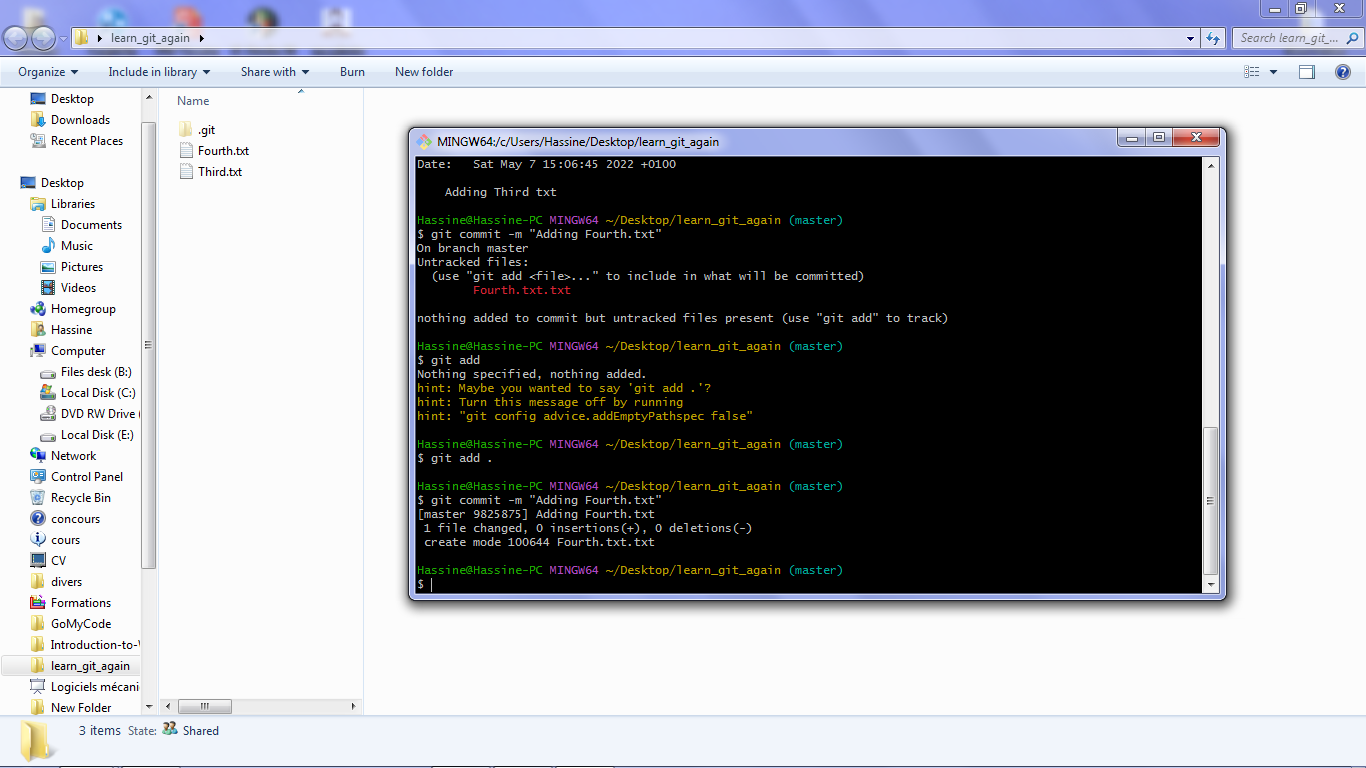 learn_git_again
Search learn_git_...
Organize
Include in library
Share with
Burn
New folder
Desktop
Downloads
Recent Places
Desktop
Libraries
Documents
Music
Pictures
Videos
Homegroup
Hassine
Computer
Files desk (B:)
Local Disk (C:)
DVD RW Drive (
Local Disk (E:)
Network
Control Panel
Recycle Bin
concours
cours
CV
divers
Formations
GoMyCode
Introduction-to-
learn_git_again
Logiciels mécani
New Folder
Name
.git
Fourth.txt
Third.txt
MINGW64:/c/Users/Hassine/Desktop/learn_git_again
Date:   Sat May 7 15:06:45 2022 +0100
    Adding Third txt
Hassine@Hassine-PC MINGW64 ~/Desktop/learn_git_again (master)
$ git commit -m "Adding Fourth.txt"
On branch master
Untracked files:
  (use "git add <file>..." to include in what will be committed)
        Fourth.txt.txt
nothing added to commit but untracked files present (use "git add" to track)
Hassine@Hassine-PC MINGW64 ~/Desktop/learn_git_again (master)
$ git add
Nothing specified, nothing added.
hint: Maybe you wanted to say 'git add .'?
hint: Turn this message off by running
hint: "git config advice.addEmptyPathspec false"
Hassine@Hassine-PC MINGW64 ~/Desktop/learn_git_again (master)
$ git add .
Hassine@Hassine-PC MINGW64 ~/Desktop/learn_git_again (master)
$ git commit -m "Adding Fourth.txt"
[master 9825875] Adding Fourth.txt
 1 file changed, 0 insertions(+), 0 deletions(-)
 create mode 100644 Fourth.txt.txt
Hassine@Hassine-PC MINGW64 ~/Desktop/learn_git_again (master)
$
3 items State: Shared